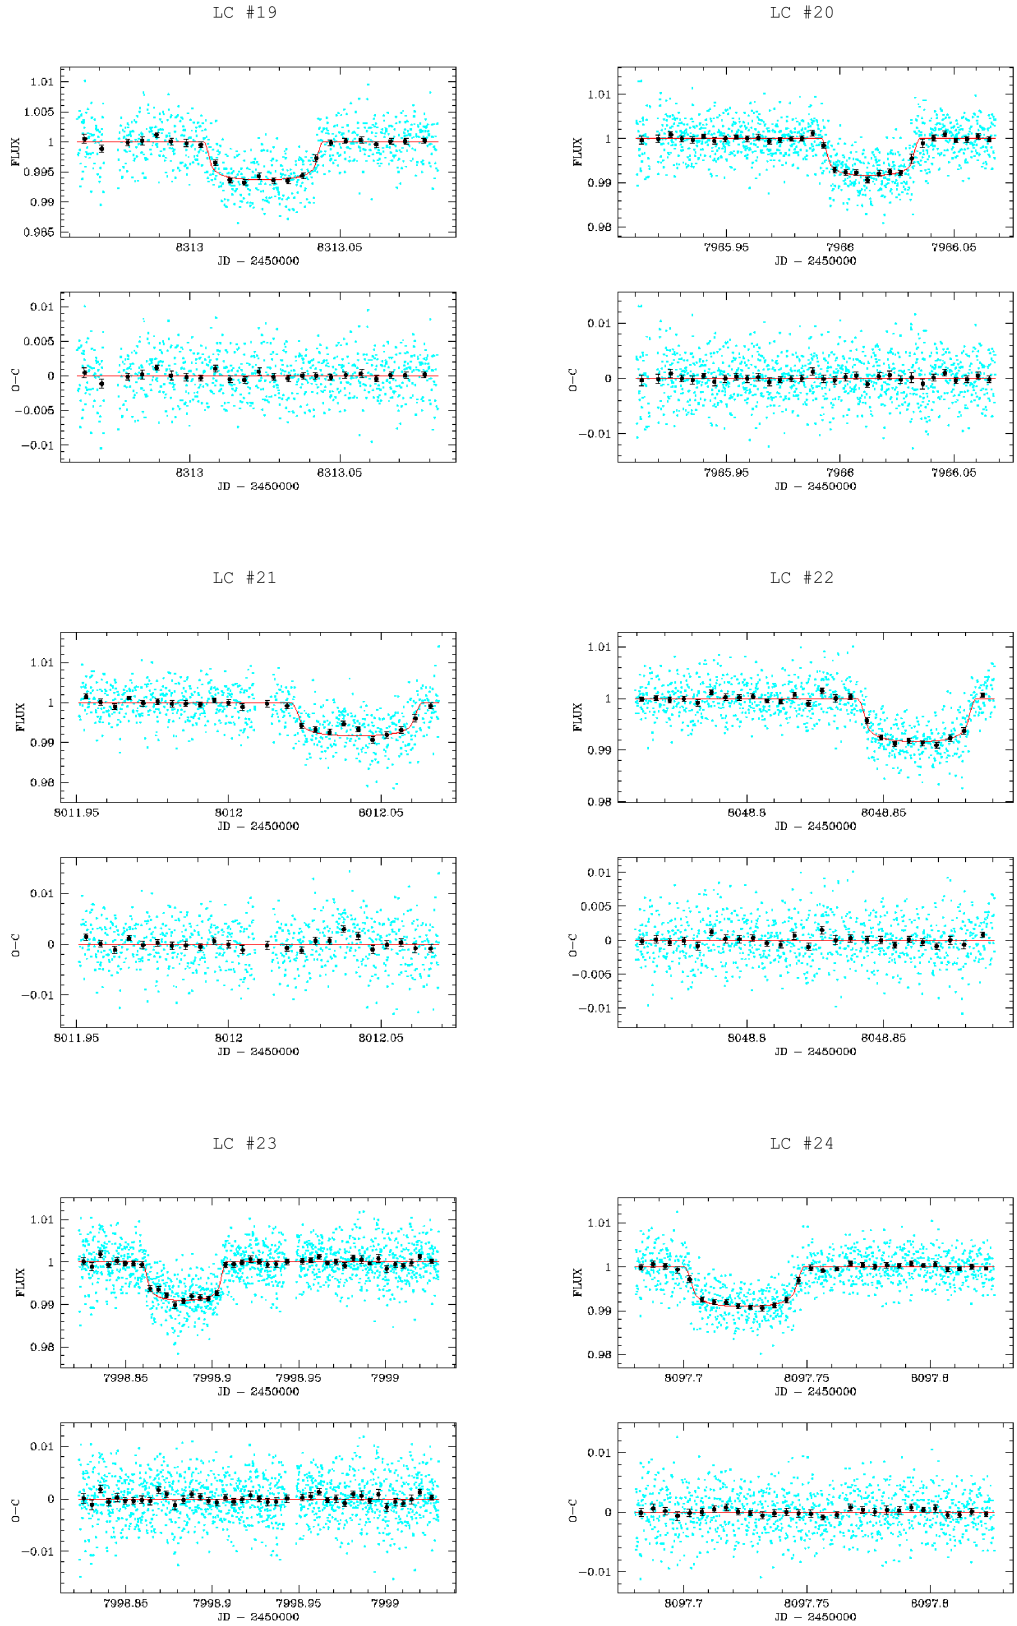 LC #19
LC #20
1.01
1.005
1
0.995
0.99
0.985
FLUX
8313
8313.05
JD - 2450000
1.01
1
0.99
0.98
FLUX
7965.95
7966
7966.05
JD - 2450000
0.01
0.005
0
-0.005
-0.01
O-C
8313
8313.05
JD - 2450000
0.01
0
-0.01
O-C
7965.95
7966
7966.05
JD - 2450000
LC #21
LC #22
1.01
1
0.99
0.98
FLUX
8011.95
8012
8012.05
JD - 2450000
1.01
1
0.99
0.98
FLUX
8048.8
8048.85
JD - 2450000
0.01
0
-0.01
O-C
8011.95
8012
8012.05
JD - 2450000
0.01
0.005
0
-0.005
-0.01
O-C
8048.8
8048.85
JD - 2450000
LC #23
LC #24
1.01
1
0.99
0.98
FLUX
7998.85
7998.9
7998.95
7999
JD - 2450000
1.01
1
0.99
0.98
FLUX
8097.7
8097.75
8097.8
JD - 2450000
0.01
0
-0.01
O-C
7998.85
7998.9
7998.95
7999
JD - 2450000
0.01
0
-0.01
O-C
8097.7
8097.75
8097.8
JD - 2450000